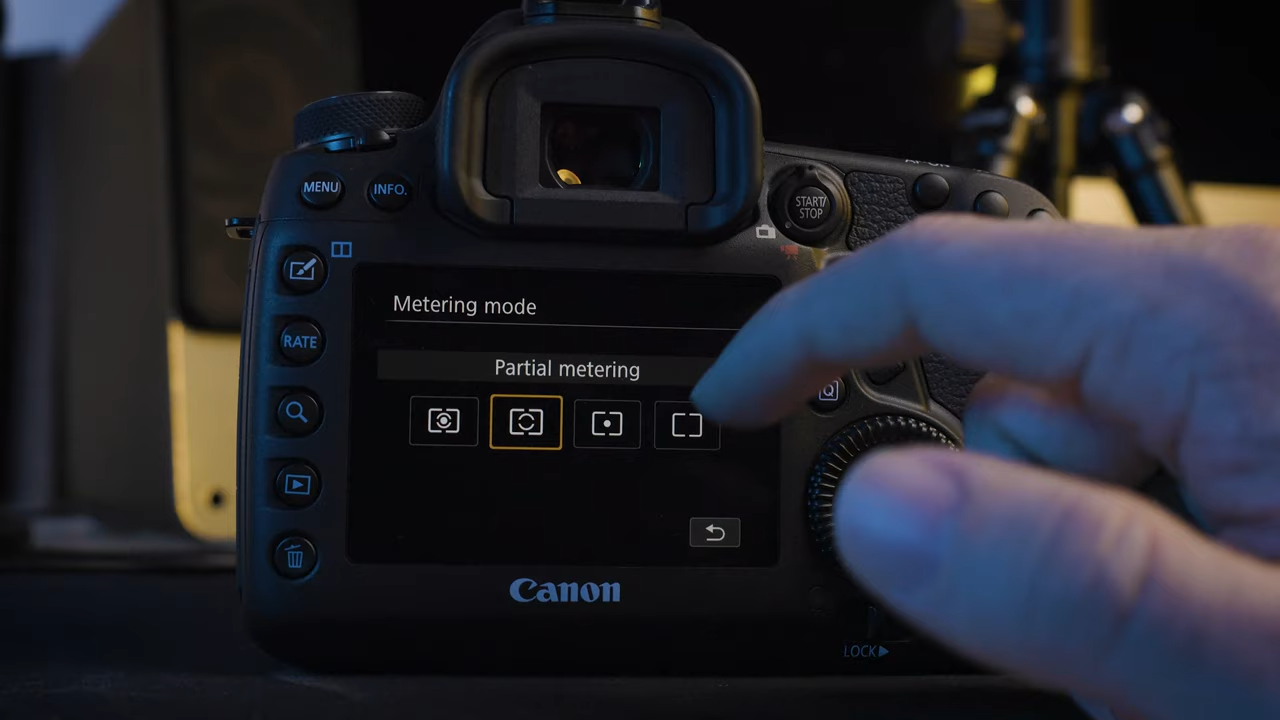 MENU
INFO.
START/
STOP
RATE
Metering mode
Partial metering
Q
Canon
LOCK